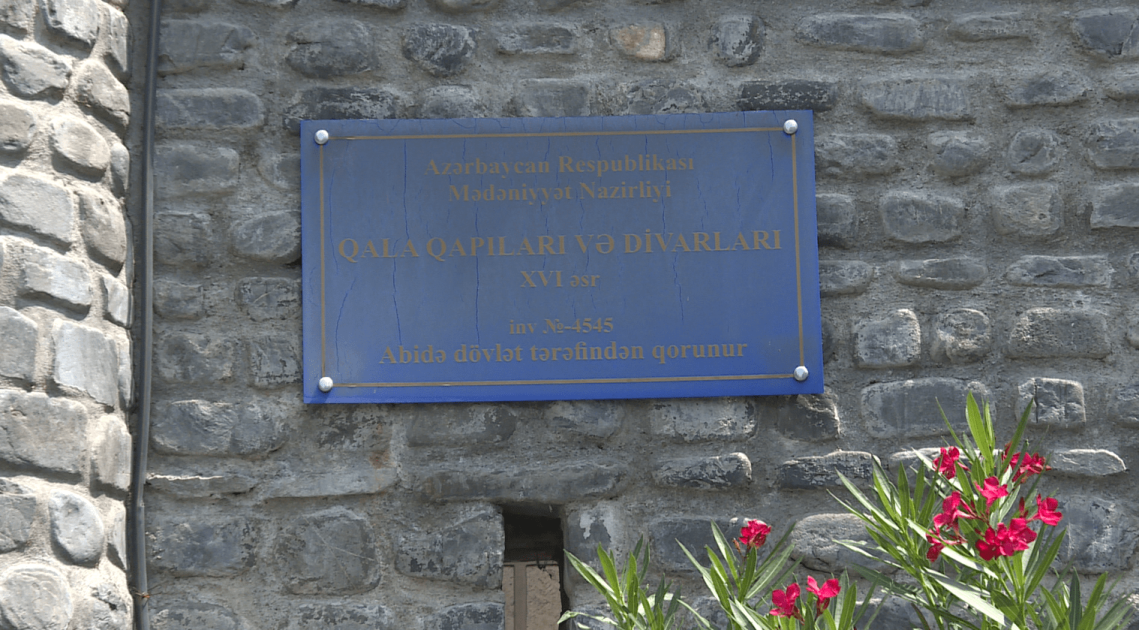 Azərbaycan Respublikası
Mədəniyyət Nazirliyi
QALA QAPILARI VƏ DİVARLARI
XVI əsr
inv №-4545
Abidə dövlət tərəfindən qorunur